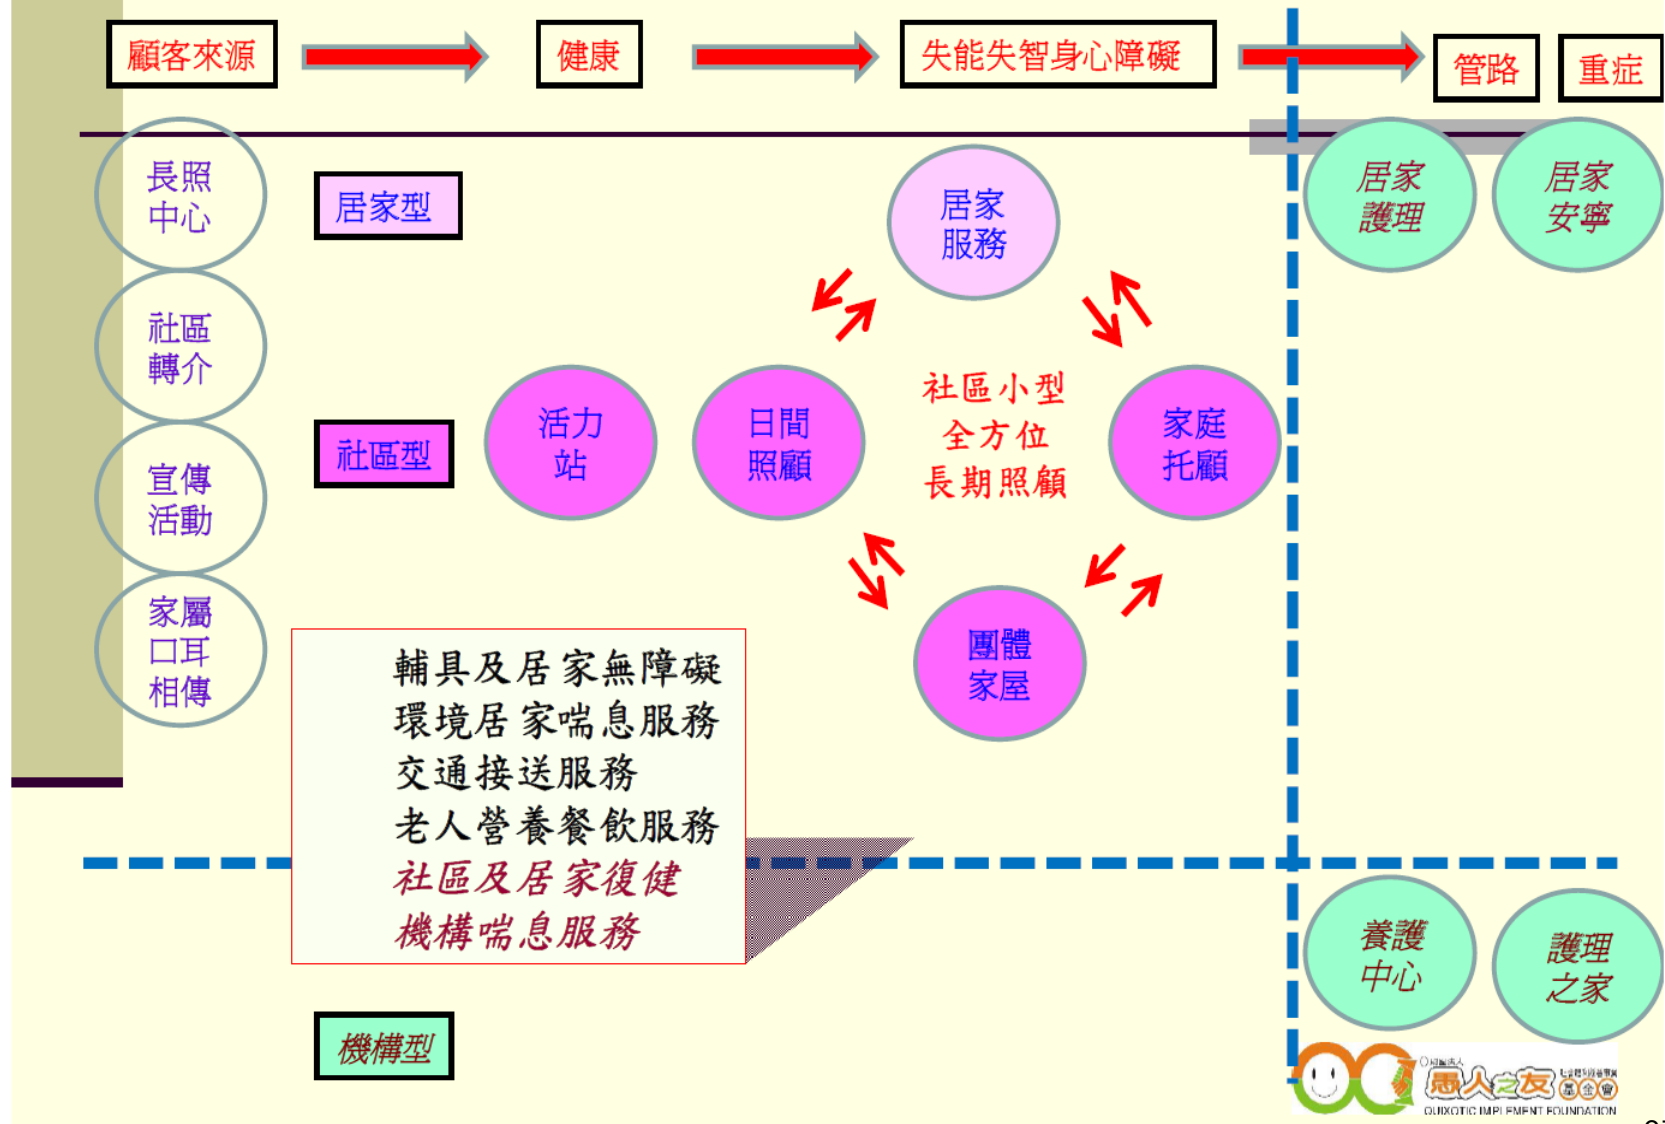 顧客來源
健康
失能失智身心障礙
管路
重症
長照
中心
居家型
居家
服務
居家
護理
居家
安寧
社區
轉介
社區型
活力
站
日間
照顧
社區小型
全方位
長期照顧
家庭
托顧
宣傳
活動
家屬
口耳
相傳
團體
家屋
輔具及居家無障礙
環境居家喘息服務
交通接送服務
老人營養餐飲服務
社區及居家復健
機構喘息服務
養護
中心
護理
之家
機構型
愚人之友
基金會
QUIXOTIC IMPLEMENT FOUNDATION